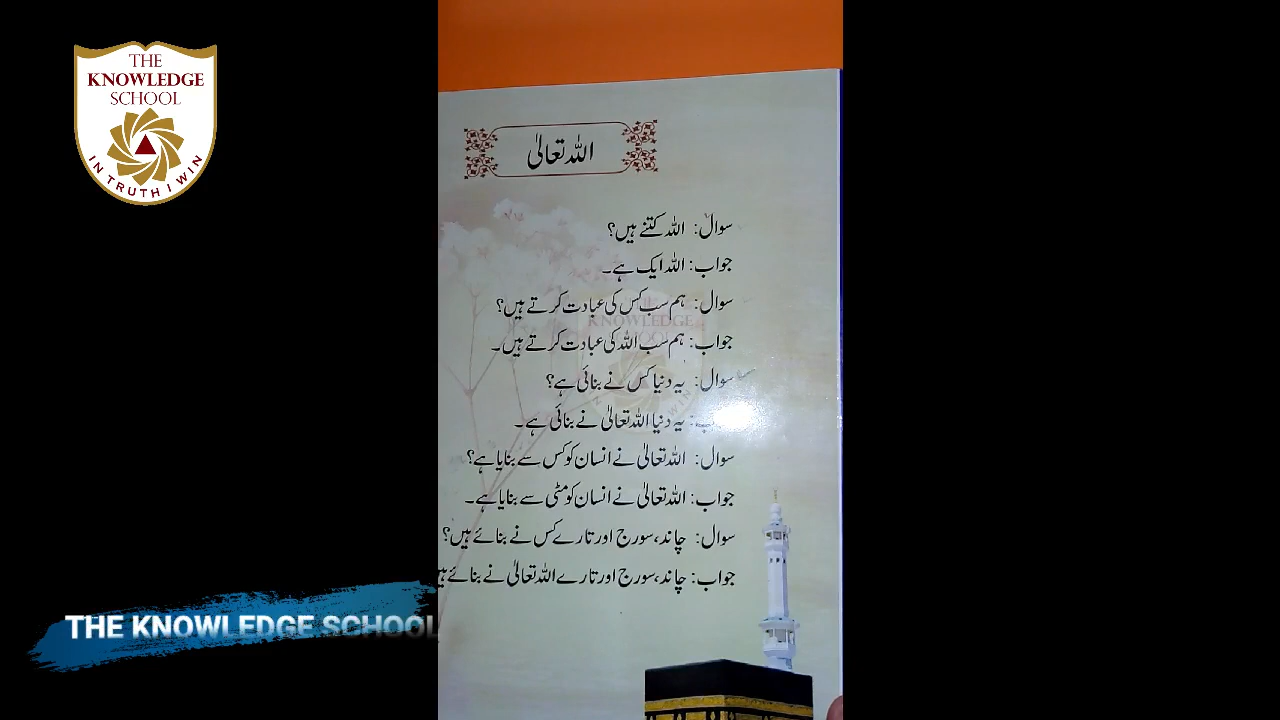 THE
KNOWLEDGE
SCHOOL
IN TRUTH I WIN
اللہ تعالیٰ
سوال: اللہ کتنے ہیں؟
جواب: اللہ ایک ہے۔
سوال: ہم سب کس کی عبادت کرتے ہیں؟
جواب: ہم سب اللہ کی عبادت کرتے ہیں۔
سوال: یہ دنیا کس نے بنائی ہے؟
یہ دنیا اللہ تعالیٰ نے بنائی ہے۔
سوال: اللہ تعالیٰ نے انسان کو کس سے بنایا ہے؟
جواب: اللہ تعالیٰ نے انسان کو مٹی سے بنایا ہے۔
سوال: چاند، سورج اور تارے کس نے بنائے ہیں؟
جواب: چاند، سورج اور تارے اللہ تعالیٰ نے بنائے
THE KNOWLEDGE SCHOOL